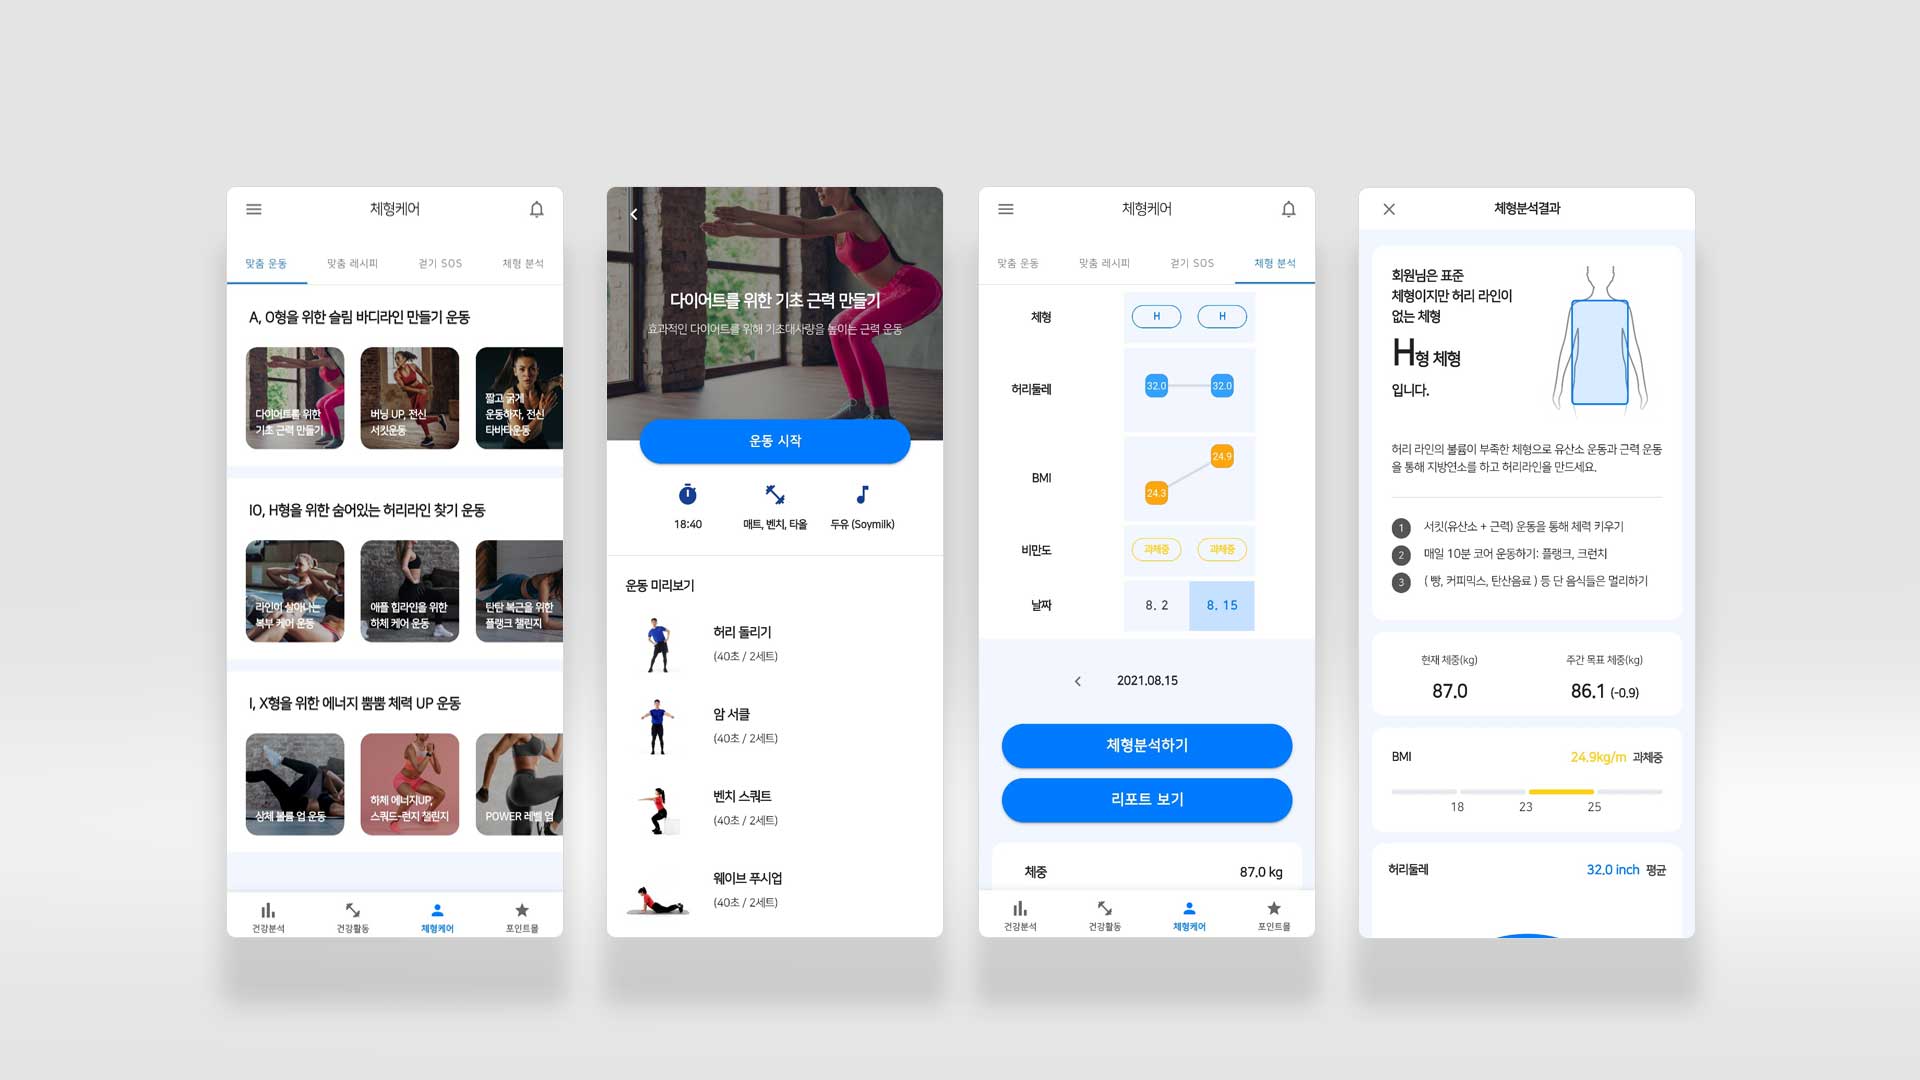 체형케어
맞춤 운동
맞춤 레시피
걷기 SOS
체형 분석
A, O형을 위한 슬림 바디라인 만들기 운동
다이어트를 위한
기초 근력 만들기
버닝 UP, 전신
서킷운동
짧고 굵게
운동하자, 전신
타바타운동
IO, H형을 위한 숨어있는 허리라인 찾기 운동
라인이 살아나는
복부 케어 운동
애플 힙라인을 위한
하체 케어 운동
탄탄 복근을 위한
플랭크 챌린지
I, X형을 위한 에너지 뿜뿜 체력 UP 운동
상체 볼륨 업 운동
하체 에너지UP,
스쿼드-런지 챌린지
POWER 레벨 업
건강분석
건강활동
체형케어
포인트몰
다이어트를 위한 기초 근력 만들기
효과적인 다이어트를 위해 기초대사량을 높이는 근력 운동
운동 시작
18:40
매트, 벤치, 타올
두유 (Soymilk)
운동 미리보기
허리 돌리기
(40초 / 2세트)
암 서클
(40초 / 2세트)
벤치 스쿼트
(40초 / 2세트)
웨이브 푸시업
(40초 / 2세트)
체형케어
맞춤 운동
맞춤 레시피
걷기 SOS
체형 분석
체형
H
H
허리둘레
32.0
32.0
BMI
24.3
24.9
비만도
과체중
과체중
날짜
8. 2
8. 15
2021.08.15
체형분석하기
리포트 보기
체중
87.0 kg
건강분석
건강활동
체형케어
포인트몰
체형분석결과
회원님은 표준
체형이지만 허리 라인이
없는 체형
H형 체형
입니다.
허리 라인의 볼륨이 부족한 체형으로 유산소 운동과 근력 운동
을 통해 지방연소를 하고 허리라인을 만드세요.
1 서킷(유산소 + 근력) 운동을 통해 체력 키우기
2 매일 10분 코어 운동하기: 플랭크, 크런치
3 ( 빵, 커피믹스, 탄산음료 ) 등 단 음식들은 멀리하기
현재 체중(kg)
87.0
주간 목표 체중(kg)
86.1 (-0.9)
BMI
24.9kg/m 과체중
18
23
25
허리둘레
32.0 inch 평균